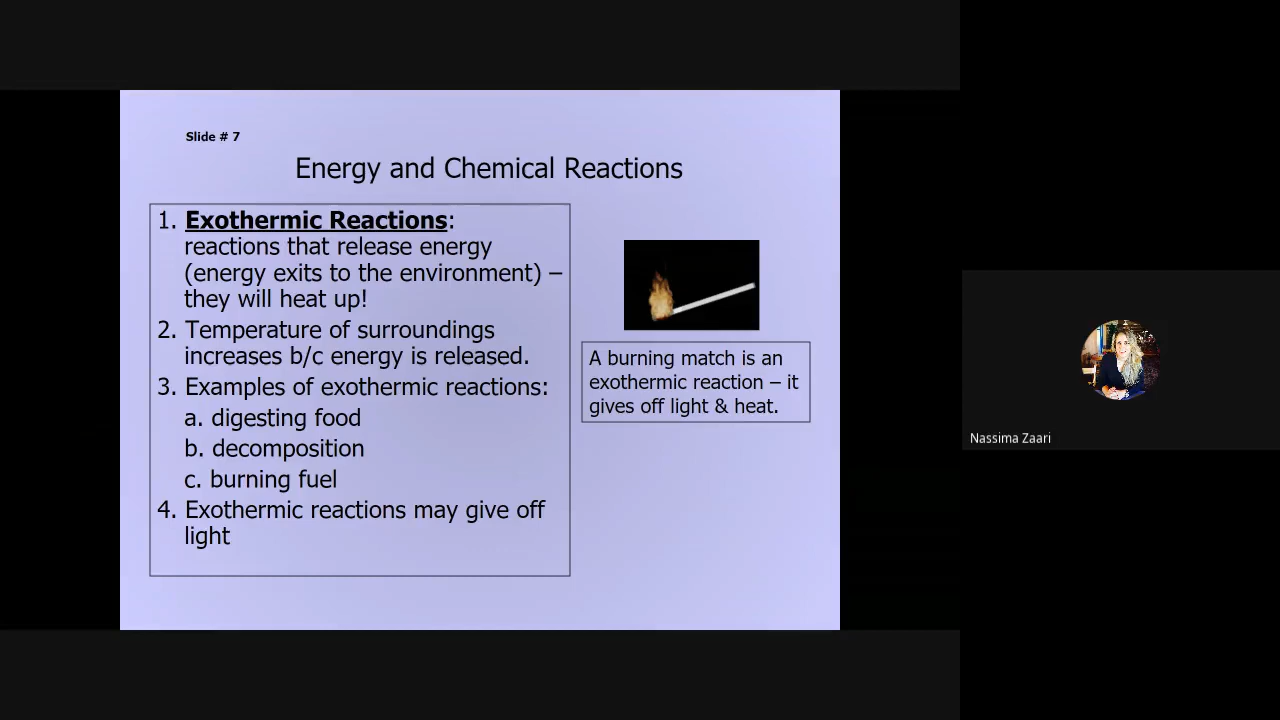 Slide # 7
Energy and Chemical Reactions
1. Exothermic Reactions:
reactions that release energy
(energy exits to the environment) –
they will heat up!
2. Temperature of surroundings
increases b/c energy is released.
3. Examples of exothermic reactions:
a. digesting food
b. decomposition
c. burning fuel
4. Exothermic reactions may give off
light
A burning match is an
exothermic reaction – it
gives off light & heat.
Nassima Zaari